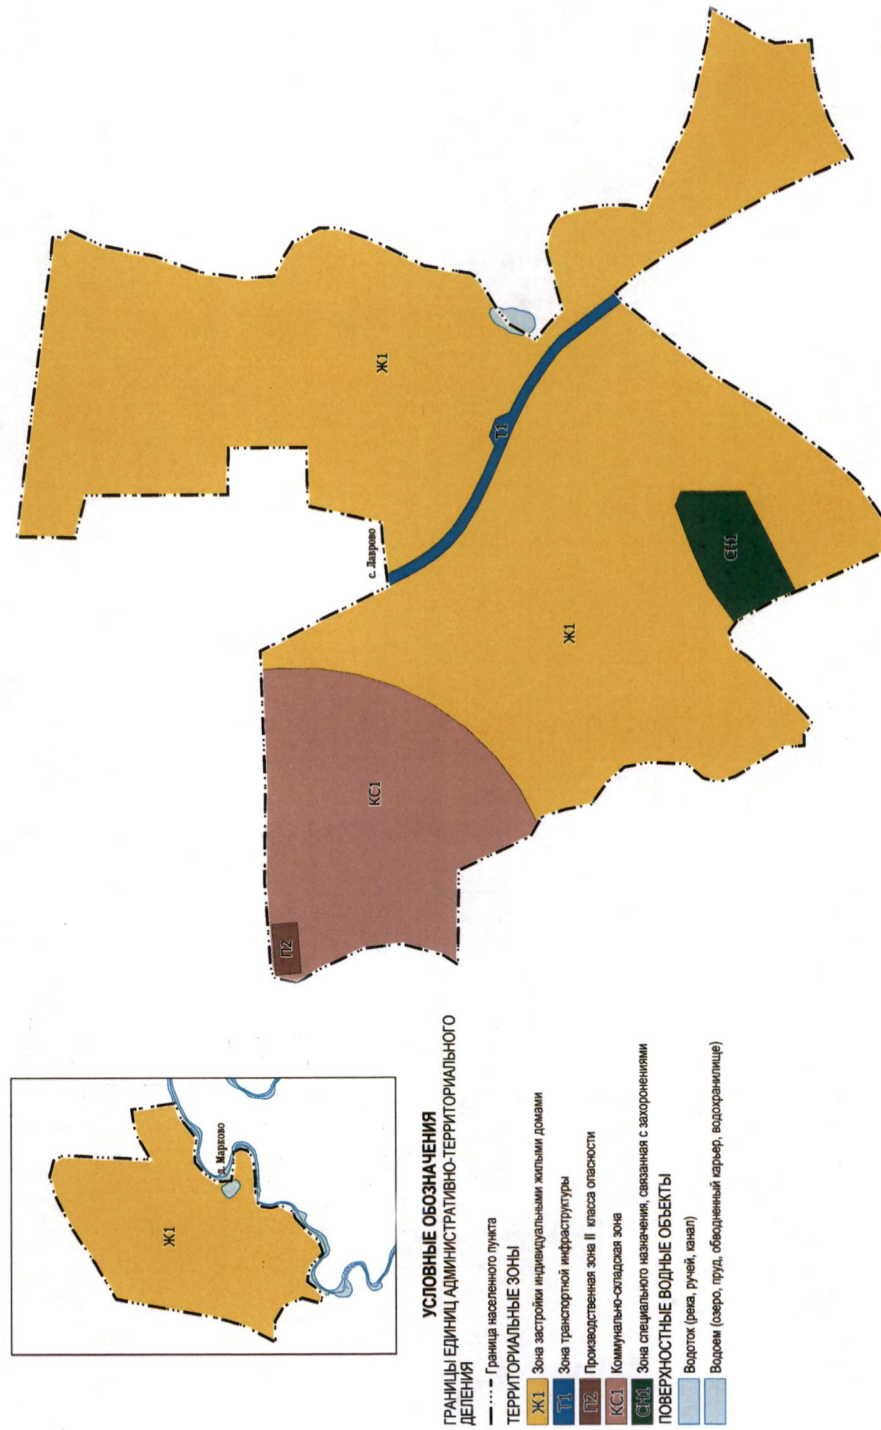 Ж1
д. Марково
с. Лаврово
Ж1
Т1
Ж1
СН1
КС1
П2
УСЛОВНЫЕ ОБОЗНАЧЕНИЯ
ГРАНИЦЫ ЕДИНИЦ АДМИНИСТРАТИВНО-ТЕРРИТОРИАЛЬНОГО
ДЕЛЕНИЯ
Граница населенного пункта
ТЕРРИТОРИАЛЬНЫЕ ЗОНЫ
Ж1 Зона застройки индивидуальными жилыми домами
Т1 Зона транспортной инфраструктуры
П2 Производственная зона II класса опасности
КС1 Коммунально-складская зона
СН1 Зона специального назначения, связанная с захоронениями
ПОВЕРХНОСТНЫЕ ВОДНЫЕ ОБЪЕКТЫ
Водоток (река, ручей, канал)
Водоем (озеро, пруд, обводненный карьер, водохранилище)